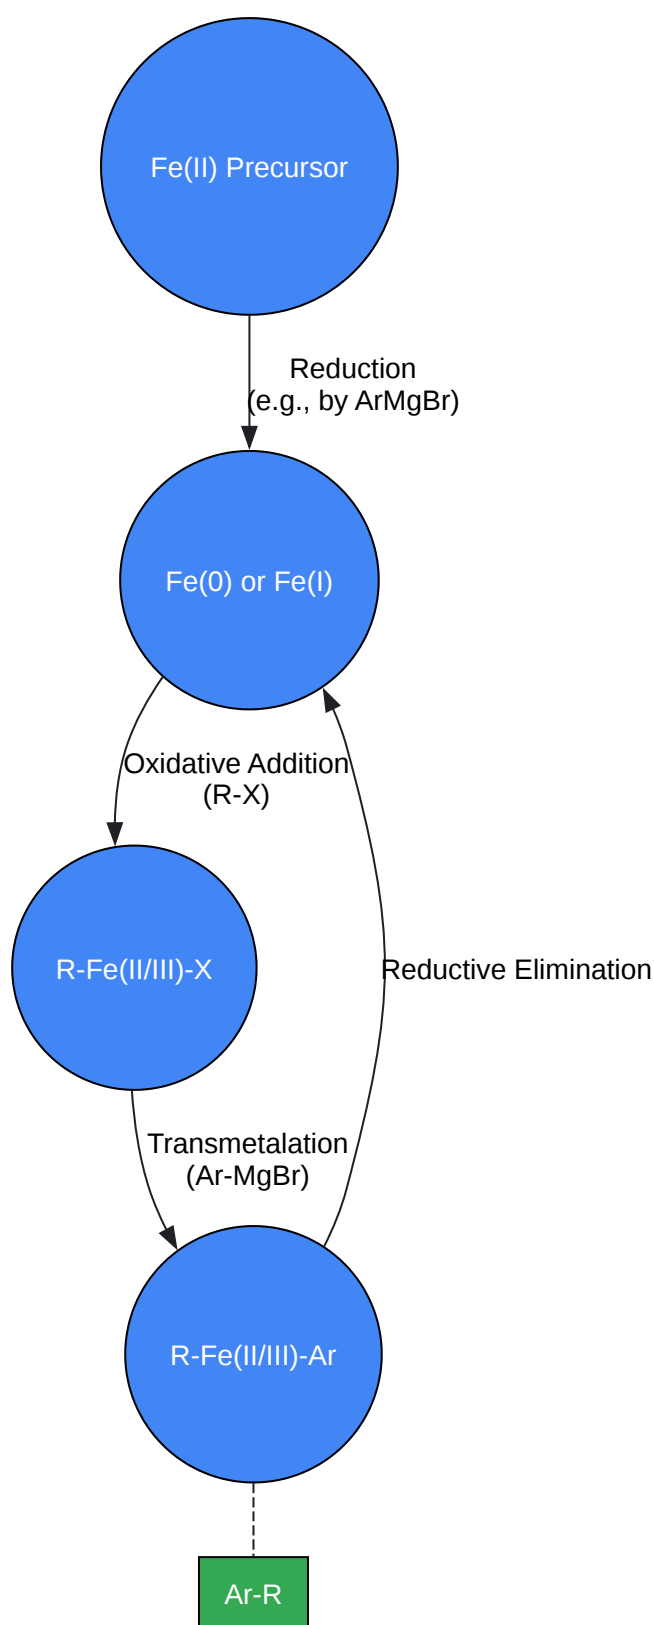 Fe(II) Precursor
Reduction
(e.g., by ArMgBr)
Fe(0) or Fe(I)
Oxidative Addition
(R-X)
R-Fe(II/III)-X
Reductive Elimination
Transmetalation
(Ar-MgBr)
R-Fe(II/III)-Ar
Ar-R